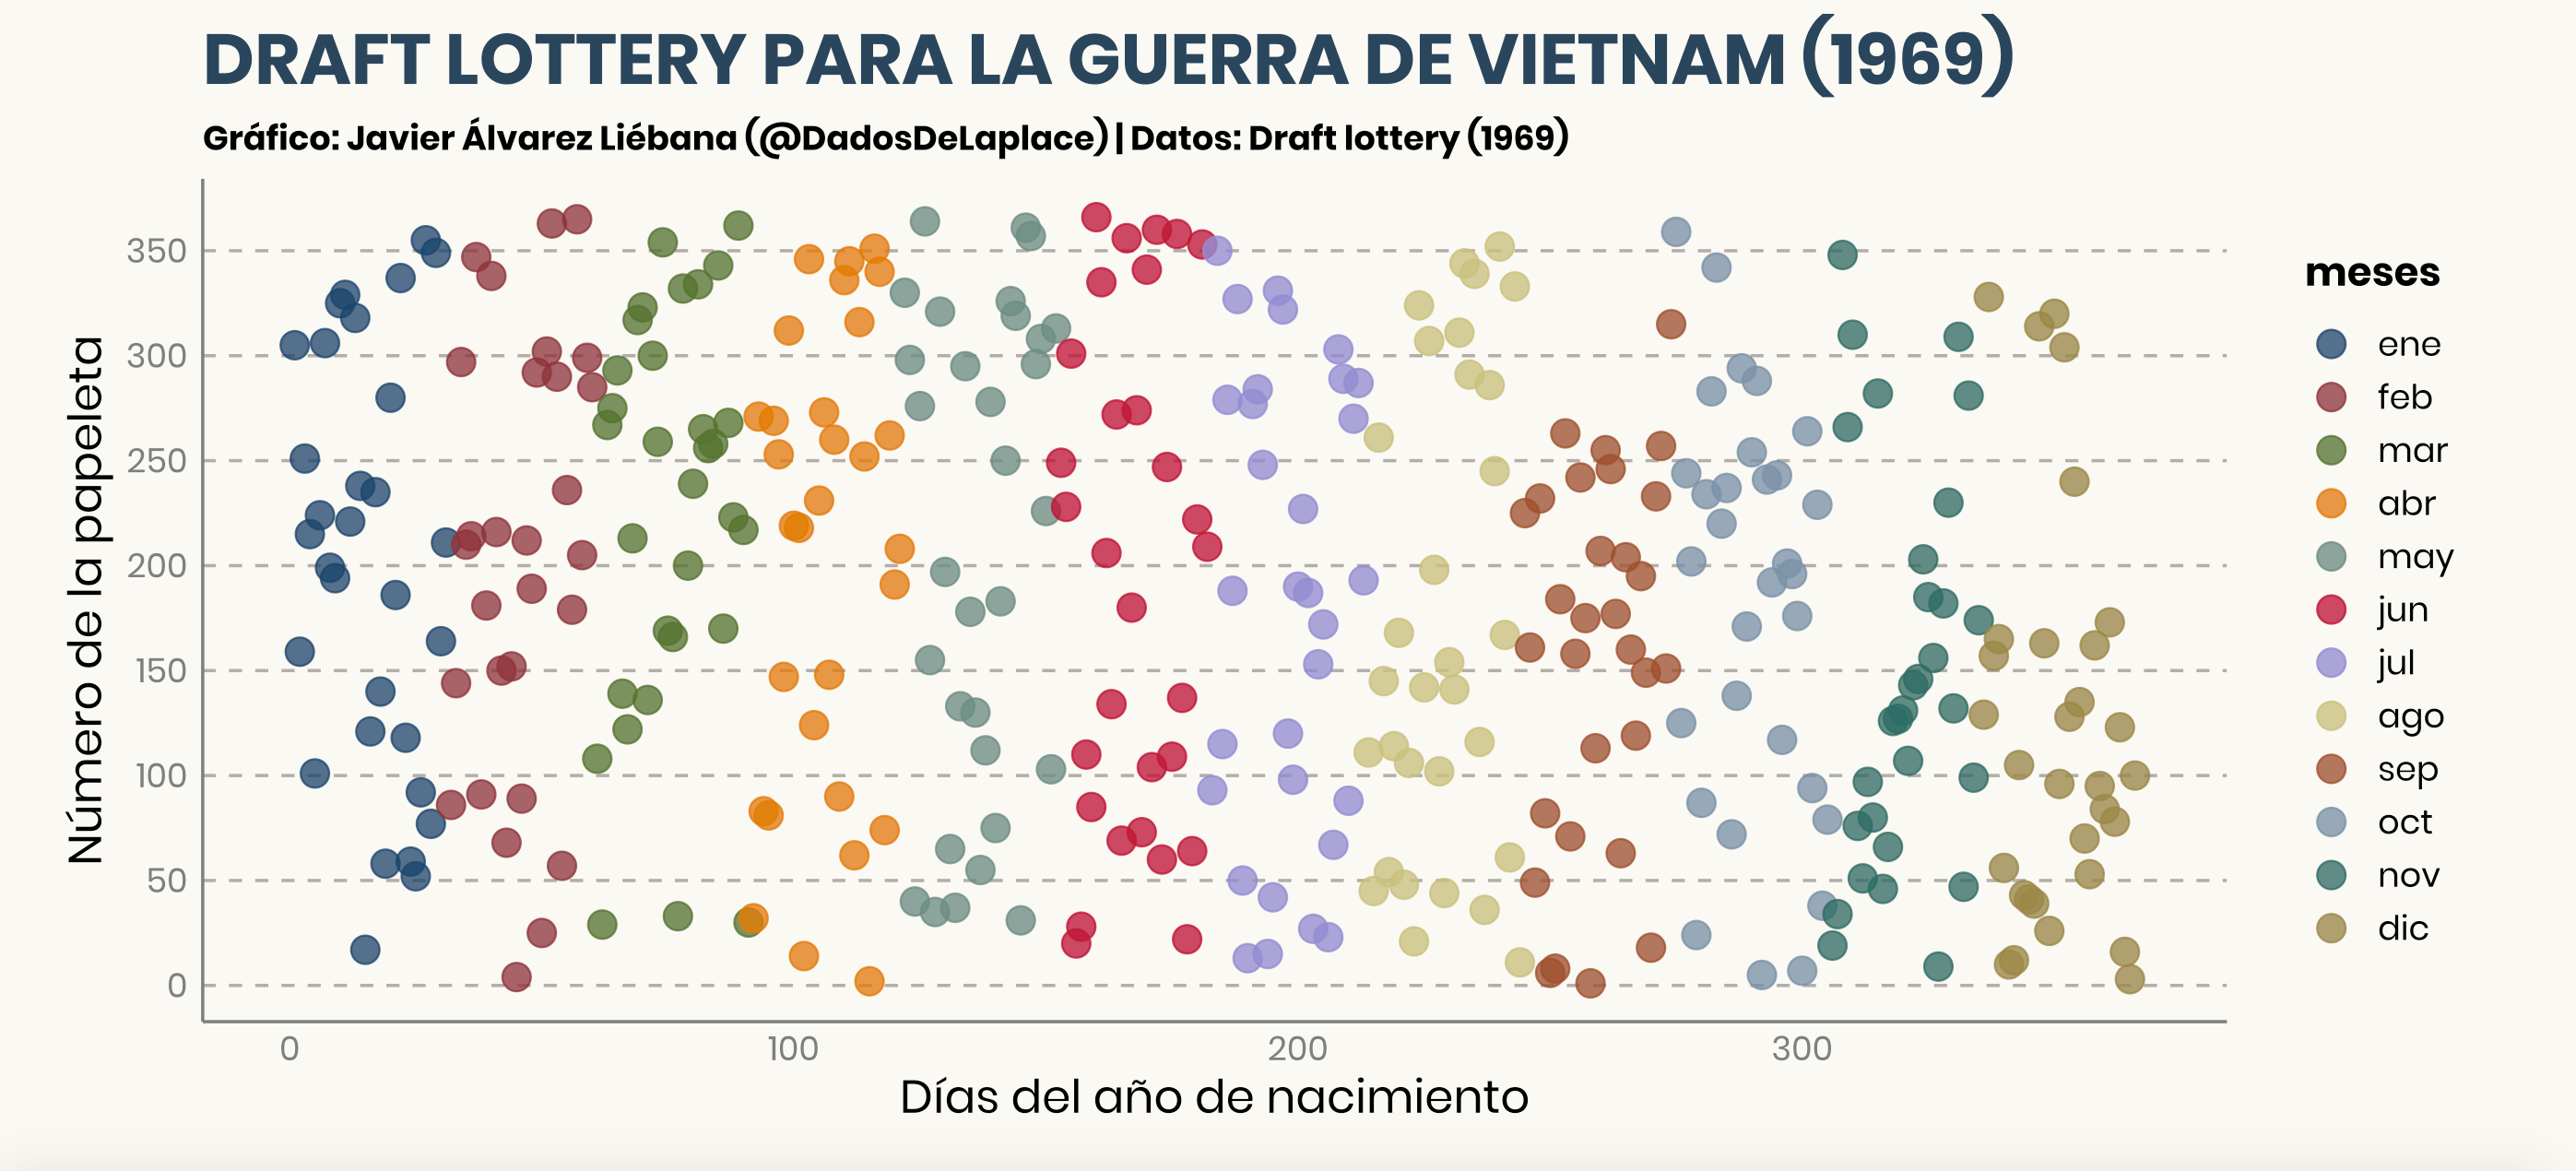 DRAFT LOTTERY PARA LA GUERRA DE VIETNAM (1969)
Gráfico: Javier Álvarez Liébana (@DadosDeLaplace) | Datos: Draft lottery (1969)
Número de la papeleta
350
300
250
200
150
100
50
0
0
100
200
300
Días del año de nacimiento
meses
ene
feb
mar
abr
may
jun
jul
ago
sep
oct
nov
dic